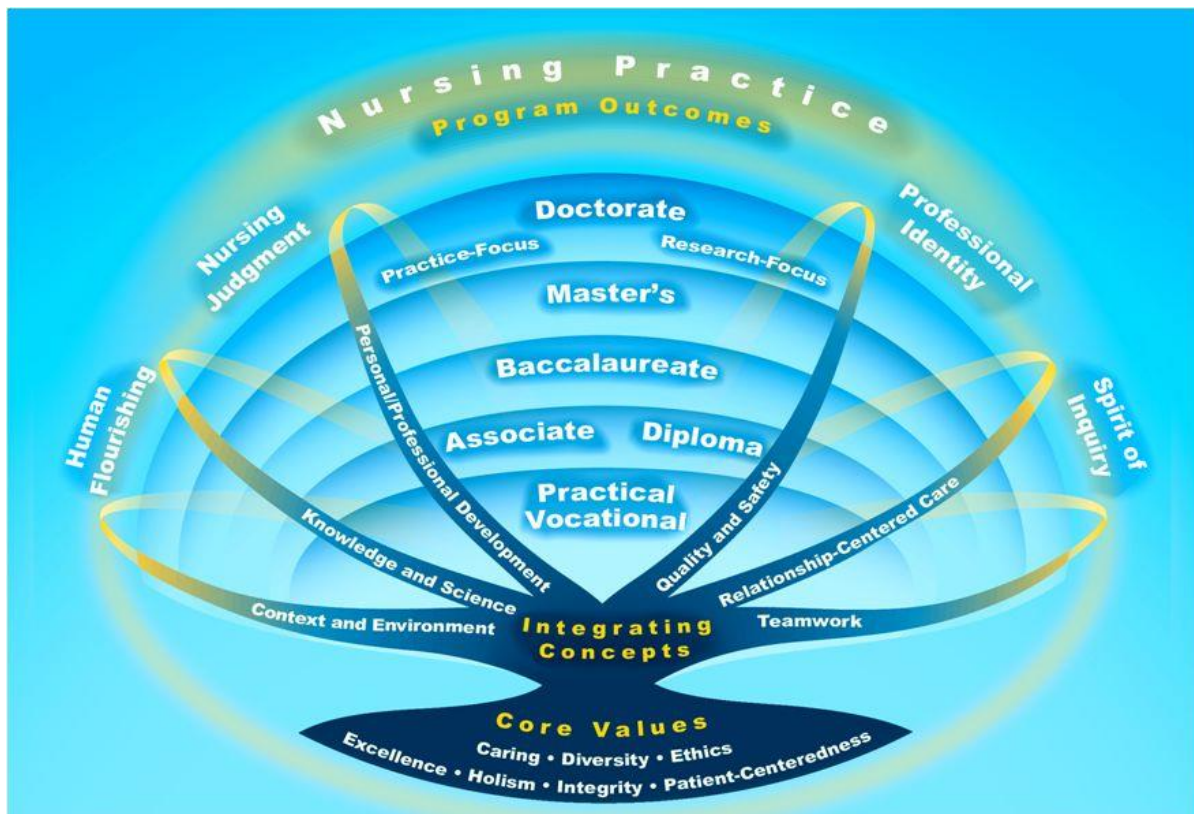 Nursing Practice
Program Outcomes
Nursing
Judgment
Professional
Identity
Human
Flourishing
Spirit of
Inquiry
Doctorate
Practice-Focus
Research-Focus
Master's
Baccalaureate
Associate
Diploma
Practical
Vocational
Personal/Professional Development
Quality and Safety
Knowledge and Science
Relationship-Centered Care
Context and Environment
Teamwork
Integrating
Concepts
Core Values
Caring • Diversity • Ethics
Excellence • Holism • Integrity • Patient-Centeredness